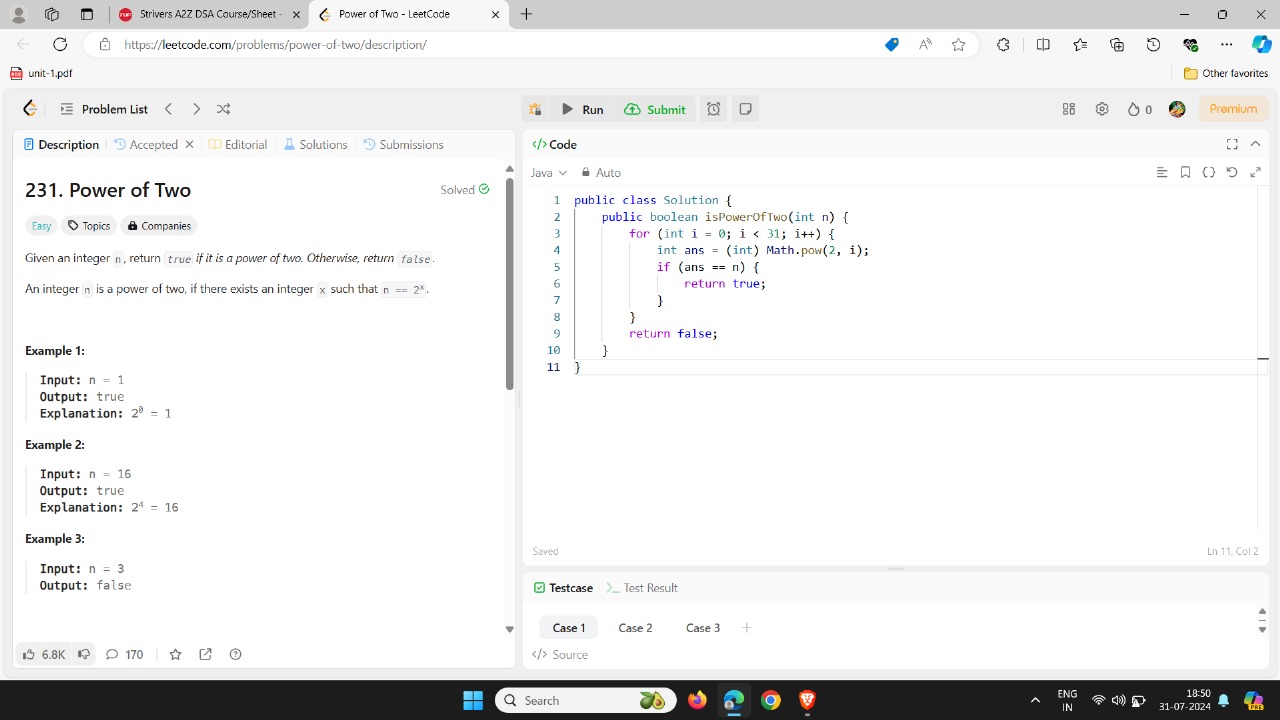 Strivers A2Z DSA Course/Sheet -
Power of Two - LeetCode
https://leetcode.com/problems/power-of-two/description/
unit-1.pdf
Other favorites
Problem List
Run
Submit
0
Premium
Description
Accepted
Editorial
Solutions
Submissions
231. Power of Two
Solved
Easy
Topics
Companies
Given an integer n, return true if it is a power of two. Otherwise, return false.
An integer n is a power of two, if there exists an integer x such that n == 2ˣ.
Example 1:
Input: n = 1
Output: true
Explanation: 2⁰ = 1
Example 2:
Input: n = 16
Output: true
Explanation: 2⁴ = 16
Example 3:
Input: n = 3
Output: false
6.8K
170
Code
Java
Auto
1 public class Solution {
2 public boolean isPowerOfTwo(int n) {
3 for (int i = 0; i < 31; i++) {
4 int ans = (int) Math.pow(2, i);
5 if (ans == n) {
6 return true;
7 }
8 }
9 return false;
10 }
11 }
Saved
Ln 11, Col 2
Testcase
Test Result
Case 1
Case 2
Case 3
Source
Search
ENG
IN
18:50
31-07-2024